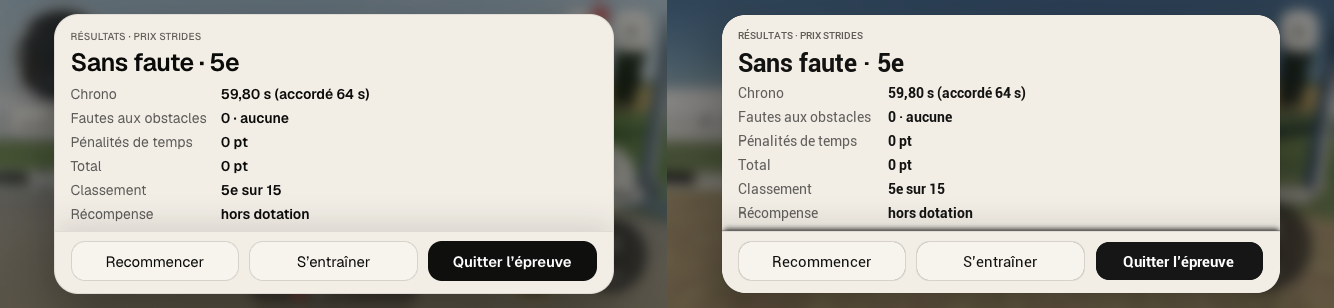 RÉSULTATS · PRIX STRIDES
Sans faute · 5e
Chrono 59,80 s (accordé 64 s)
Fautes aux obstacles 0 · aucune
Pénalités de temps 0 pt
Total 0 pt
Classement 5e sur 15
Récompense hors dotation
Recommencer S’entraîner Quitter l’épreuve
RÉSULTATS · PRIX STRIDES
Sans faute · 5e
Chrono 59,80 s (accordé 64 s)
Fautes aux obstacles 0 · aucune
Pénalités de temps 0 pt
Total 0 pt
Classement 5e sur 15
Récompense hors dotation
Recommencer S’entraîner Quitter l’épreuve